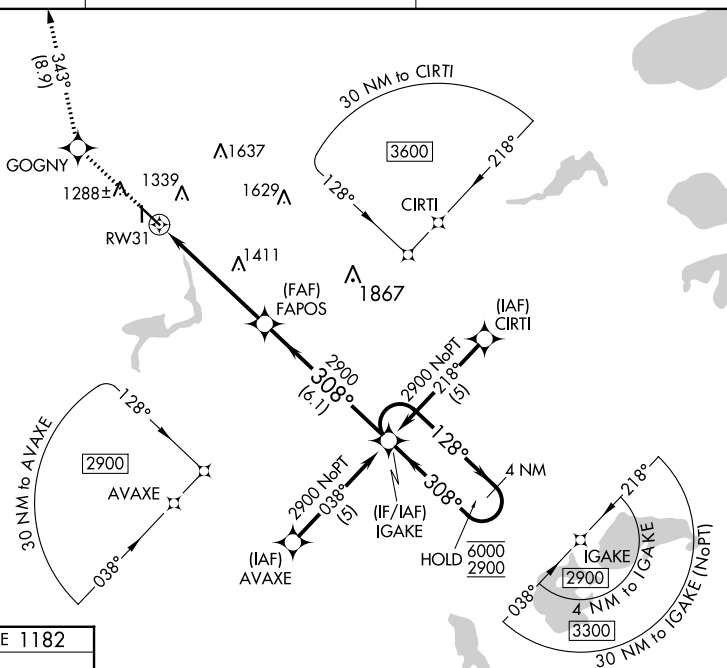 343°
(8.9)
30 NM to CIRTI
3600
218°
128°
CIRTI
GOGNY
1637
1288±
1339
1629
RW31
1411
1867
(FAF)
FAPOS
(IAF)
CIRTI
2900
308°
(6.1)
2900 NoPT
218°
(5)
128°
2900
AVAXE
038°
30 NM to AVAXE
128°
308°
4 NM
2900 NoPT
038°
(5)
(IF/IAF)
IGAKE
HOLD
6000
2900
(IAF)
AVAXE
218°
IGAKE
2900
038°
4 NM to IGAKE
3300
30 NM to IGAKE (NoPT)
E 1182